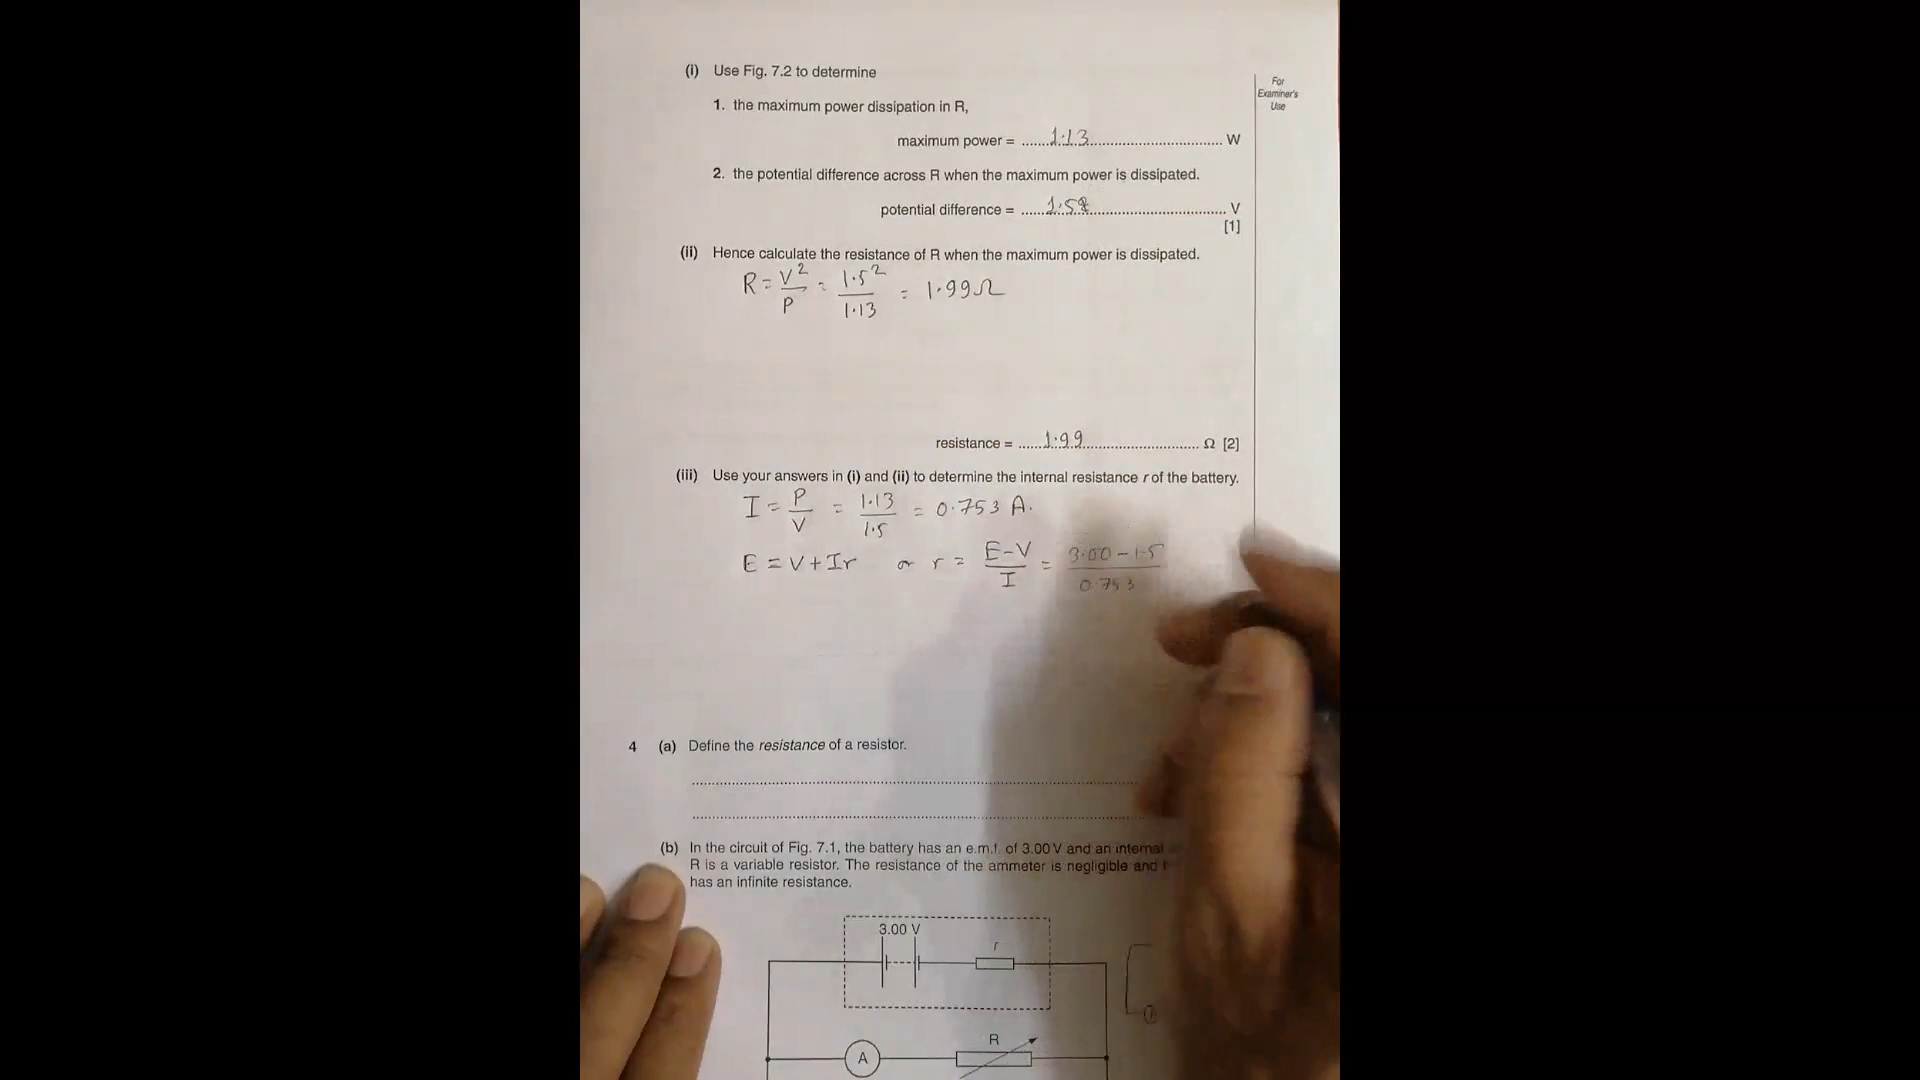 (i) Use Fig. 7.2 to determine
For Examiner's Use
1. the maximum power dissipation in R,
maximum power = ......1.13.............................. W
2. the potential difference across R when the maximum power is dissipated.
potential difference = ......1.5.............................. V
[1]
(ii) Hence calculate the resistance of R when the maximum power is dissipated.
R = V²/P = 1.5²/1.13 = 1.99 Ω
resistance = ......1.99........................ Ω [2]
(iii) Use your answers in (i) and (ii) to determine the internal resistance r of the battery.
I = P/V = 1.13/1.5 = 0.753 A.
E = V + Ir or r = E-V/I = 3.00-1.5/0.753
4 (a) Define the resistance of a resistor.
(b) In the circuit of Fig. 7.1, the battery has an e.m.f. of 3.00 V and an internal
R is a variable resistor. The resistance of the ammeter is negligible and
has an infinite resistance.
3.00 V
r
R
A